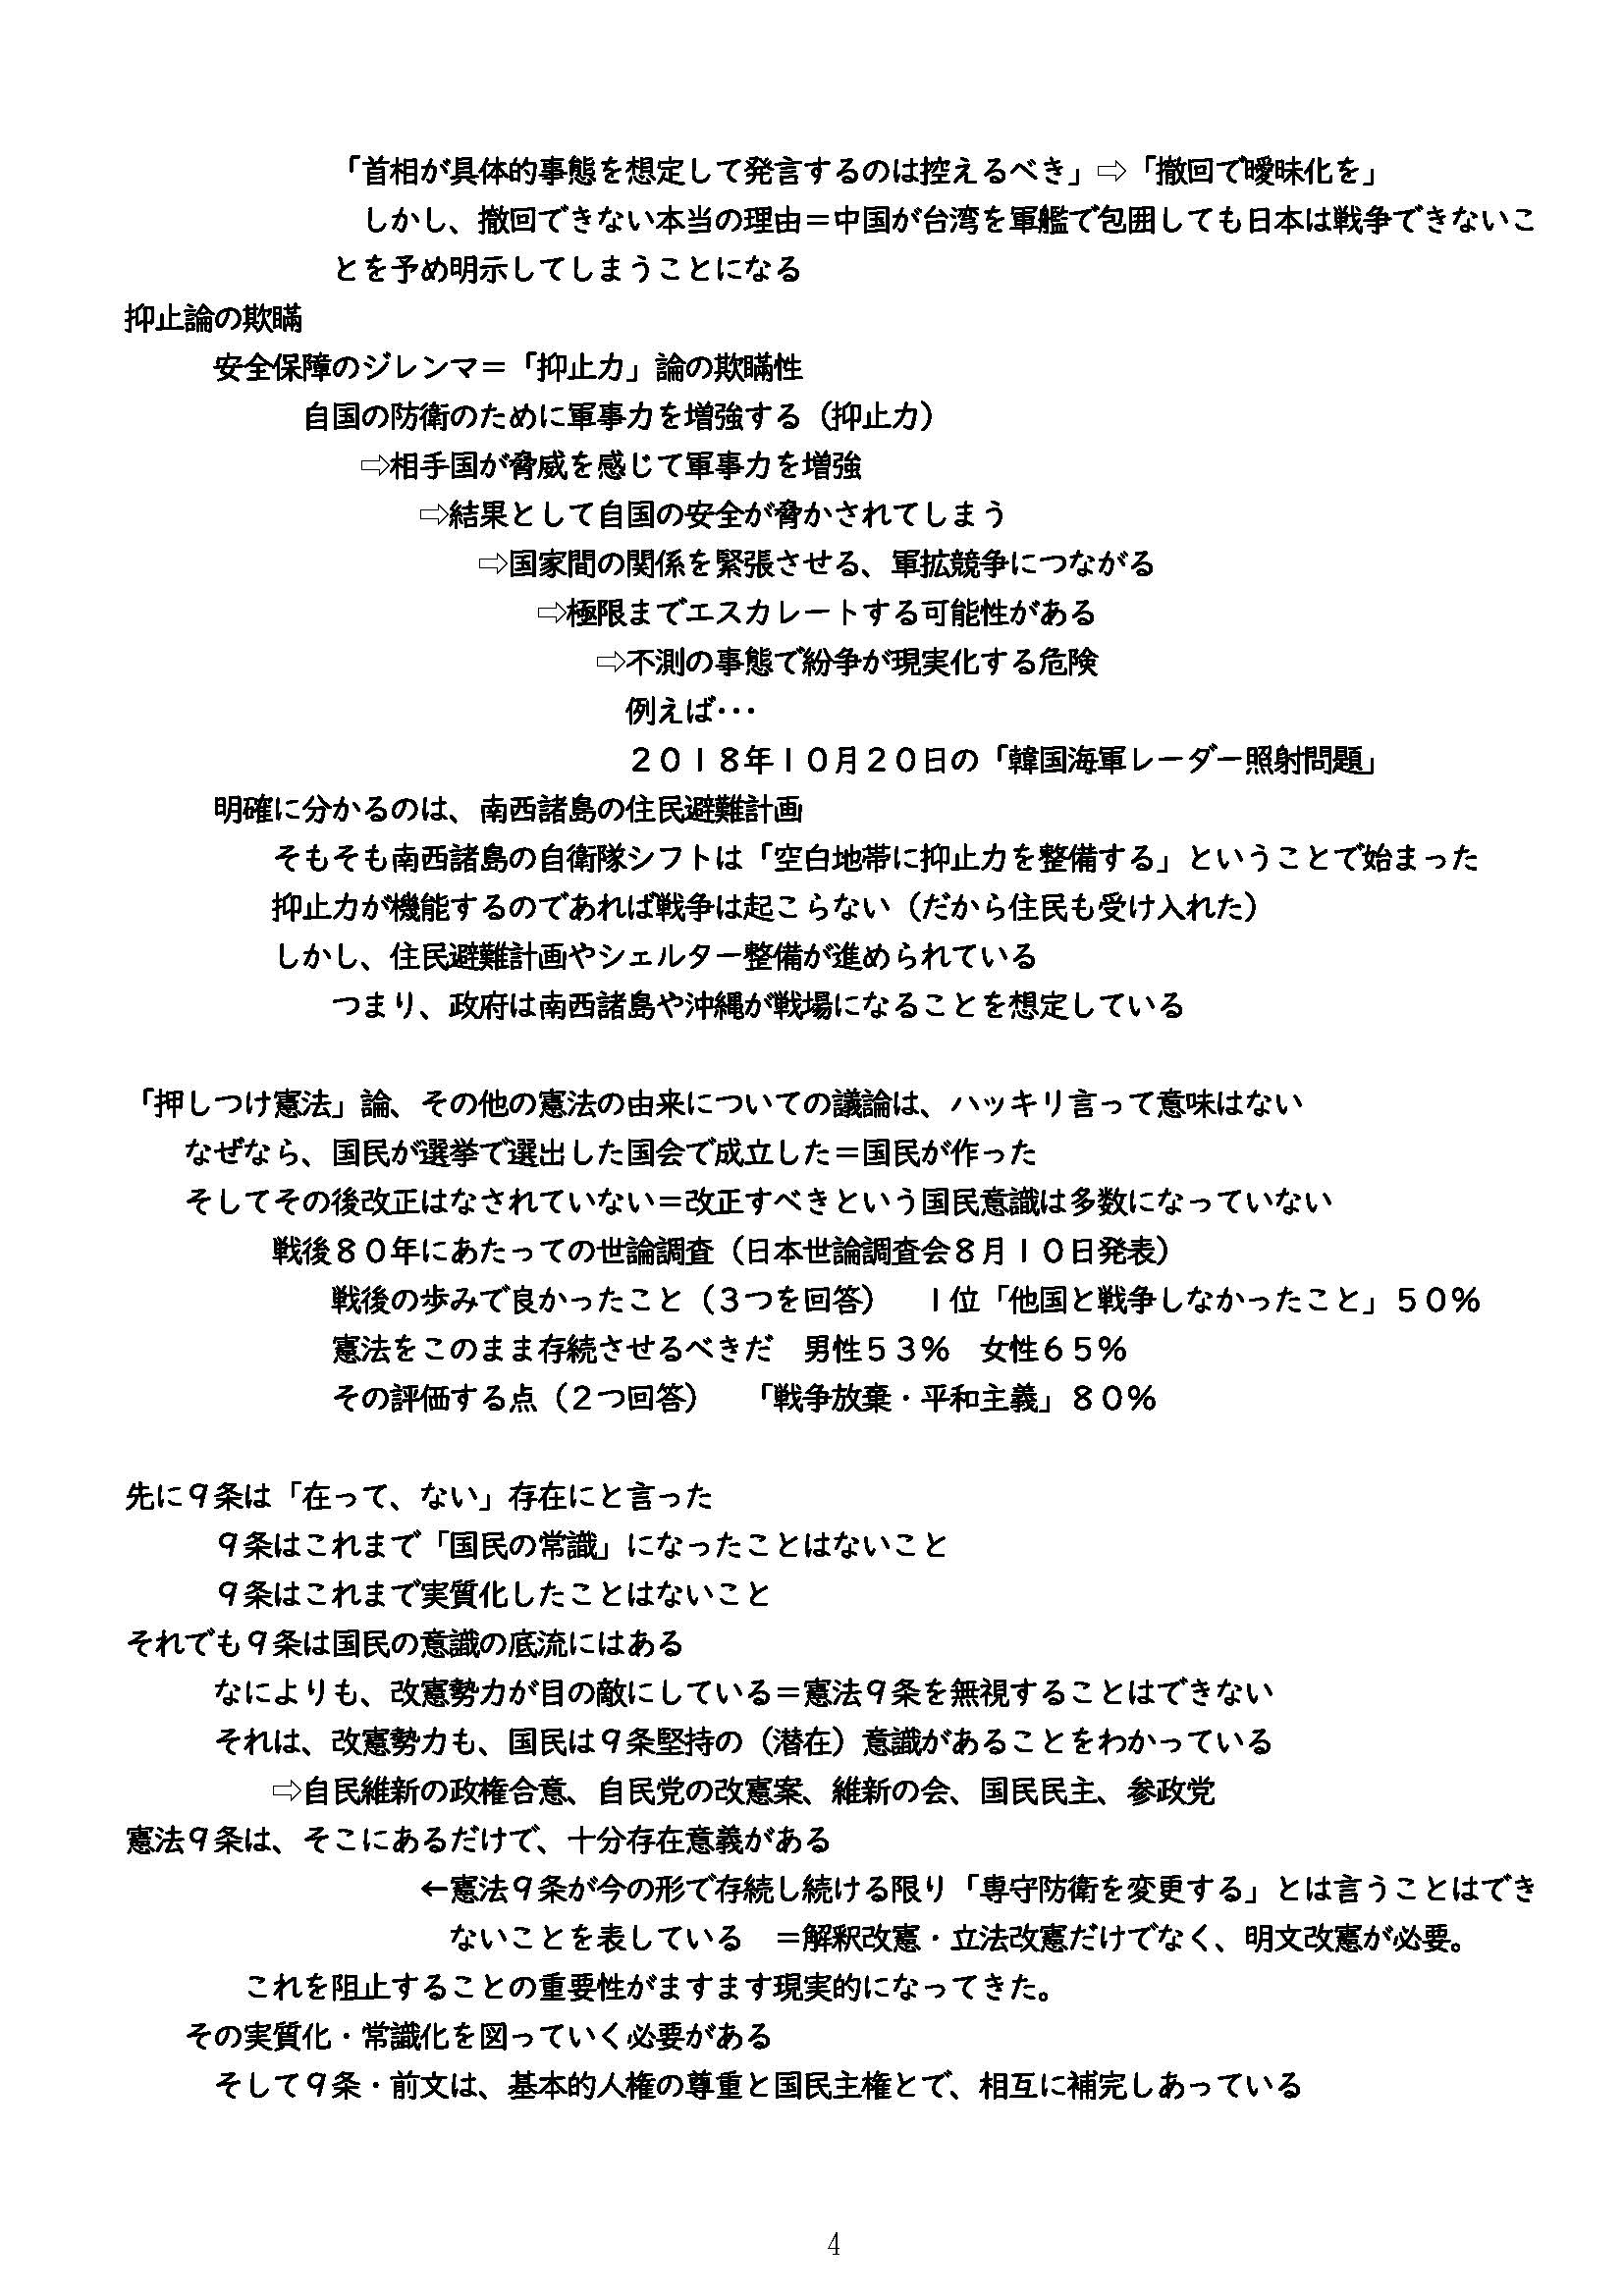 「首相が具体的事態を想定して発言するのは控えるべき」⇨「撤回で曖昧化を」
しかし、撤回できない本当の理由＝中国が台湾を軍艦で包囲しても日本は戦争できないこ
とを予め明示してしまうことになる
抑止論の欺瞞
安全保障のジレンマ＝「抑止力」論の欺瞞性
自国の防衛のために軍事力を増強する（抑止力）
⇨相手国が脅威を感じて軍事力を増強
⇨結果として自国の安全が脅かされてしまう
⇨国家間の関係を緊張させる、軍拡競争につながる
⇨極限までエスカレートする可能性がある
⇨不測の事態で紛争が現実化する危険
例えば･･･
２０１８年１０月２０日の「韓国海軍レーダー照射問題」
明確に分かるのは、南西諸島の住民避難計画
そもそも南西諸島の自衛隊シフトは「空白地帯に抑止力を整備する」ということで始まった
抑止力が機能するのであれば戦争は起こらない（だから住民も受け入れた）
しかし、住民避難計画やシェルター整備が進められている
つまり、政府は南西諸島や沖縄が戦場になることを想定している
「押しつけ憲法」論、その他の憲法の由来についての議論は、ハッキリ言って意味はない
なぜなら、国民が選挙で選出した国会で成立した＝国民が作った
そしてその後改正はなされていない＝改正すべきという国民意識は多数になっていない
戦後８０年にあたっての世論調査（日本世論調査会８月１０日発表）
戦後の歩みで良かったこと（３つを回答）　１位「他国と戦争しなかったこと」５０％
憲法をこのまま存続させるべきだ　男性５３％　女性６５％
その評価する点（２つ回答）　「戦争放棄・平和主義」８０％
先に９条は「在って、ない」存在にと言った
９条はこれまで「国民の常識」になったことはないこと
９条はこれまで実質化したことはないこと
それでも９条は国民の意識の底流にはある
なによりも、改憲勢力が目の敵にしている＝憲法９条を無視することはできない
それは、改憲勢力も、国民は９条堅持の（潜在）意識があることをわかっている
⇨自民維新の政権合意、自民党の改憲案、維新の会、国民民主、参政党
憲法９条は、そこにあるだけで、十分存在意義がある
←憲法９条が今の形で存続し続ける限り「専守防衛を変更する」とは言うことはでき
ないことを表している　＝解釈改憲・立法改憲だけでなく、明文改憲が必要。
これを阻止することの重要性がますます現実的になってきた。
その実質化・常識化を図っていく必要がある
そして９条・前文は、基本的人権の尊重と国民主権とで、相互に補完しあっている
4